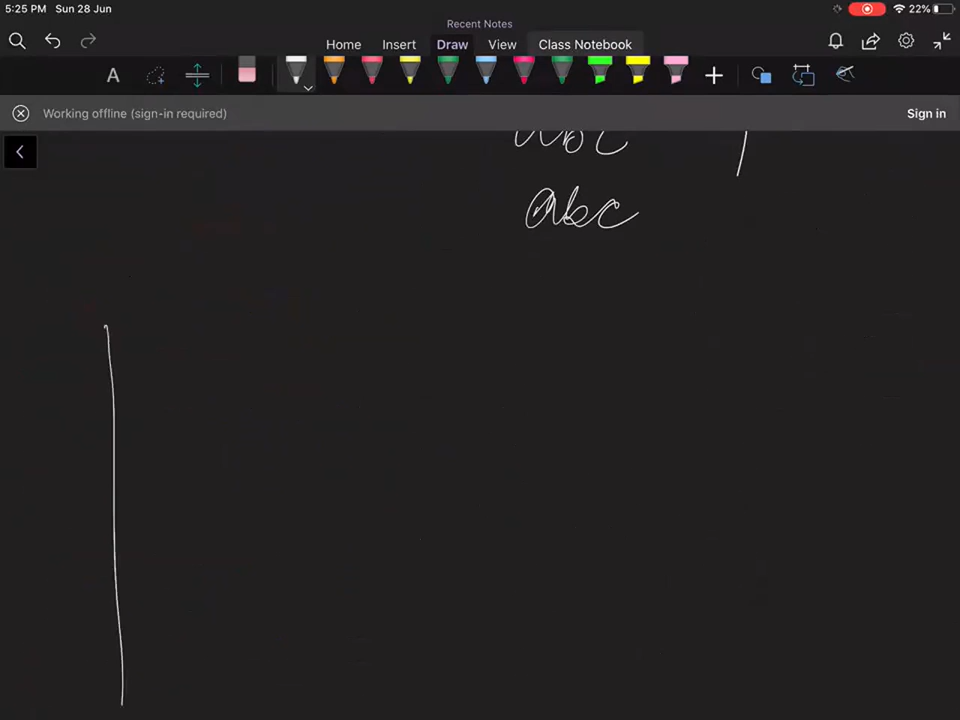 5:25 PM Sun 28 Jun
22%
Recent Notes
Home Insert Draw View Class Notebook
A
Working offline (sign-in required) Sign in
abc
abc